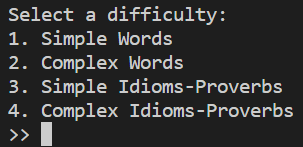 Select a difficulty:
1. Simple Words
2. Complex Words
3. Simple Idioms-Proverbs
4. Complex Idioms-Proverbs
>>